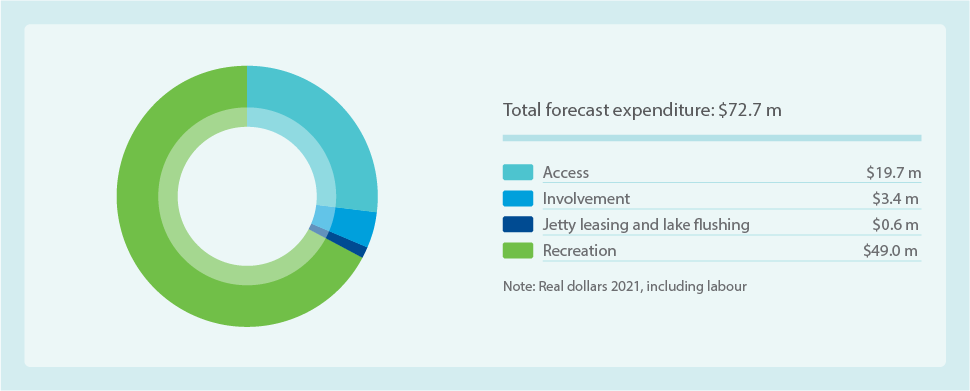 Total forecast expenditure: $72.7 m
Access $19.7 m
Involvement $3.4 m
Jetty leasing and lake flushing $0.6 m
Recreation $49.0 m
Note: Real dollars 2021, including labour